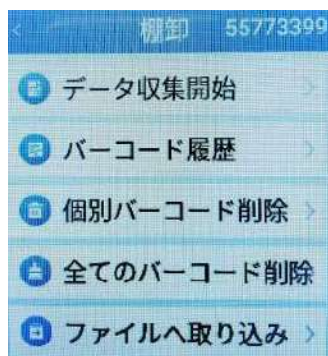 棚卸 55773399
データ収集開始
バーコード履歴
個別バーコード削除
全てのバーコード削除
ファイルへ取り込み